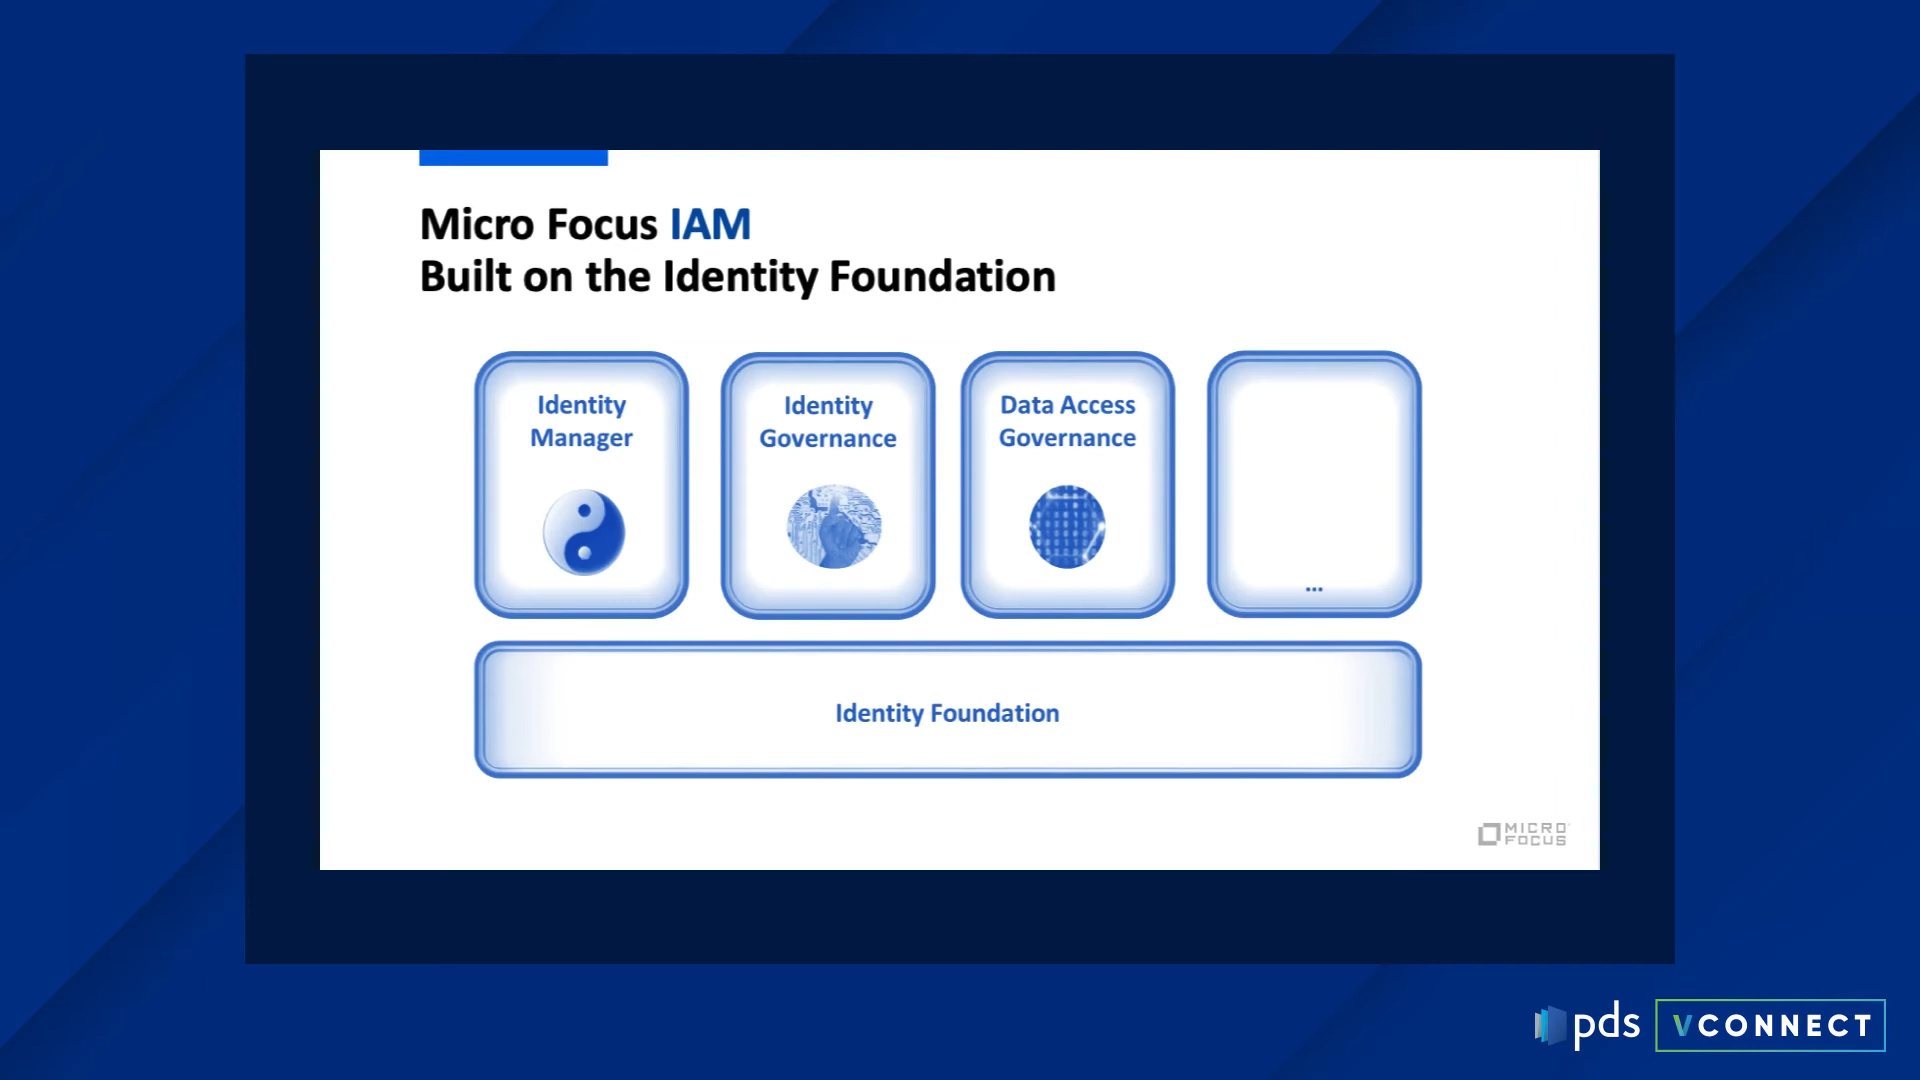 Micro Focus IAM
Built on the Identity Foundation
Identity
Manager
Identity
Governance
Data Access
Governance
...
Identity Foundation
MICRO
FOCUS
pds
VCONNECT